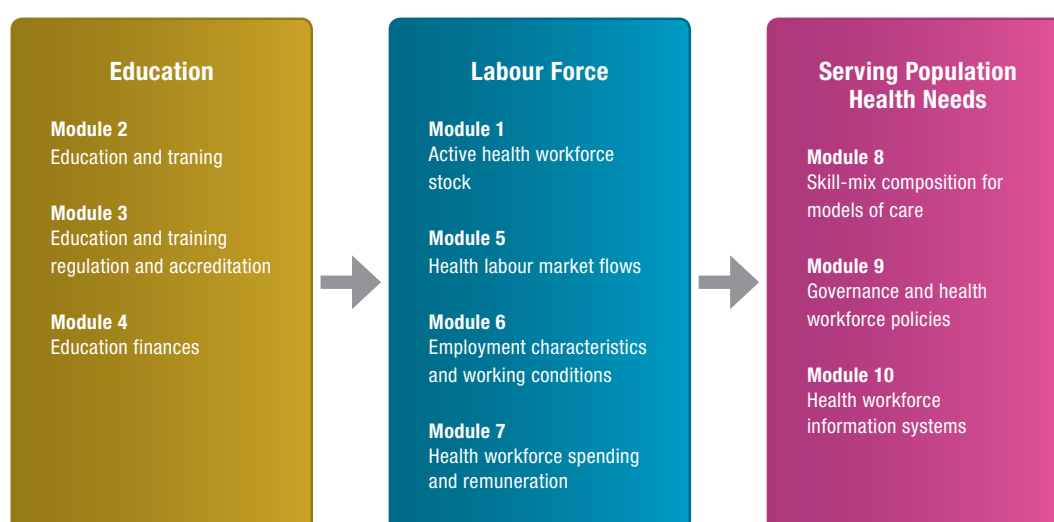 Education
Module 2
Education and traning
Module 3
Education and training
regulation and accreditation
Module 4
Education finances
Labour Force
Module 1
Active health workforce
stock
Module 5
Health labour market flows
Module 6
Employment characteristics
and working conditions
Module 7
Health workforce spending
and remuneration
Serving Population
Health Needs
Module 8
Skill-mix composition for
models of care
Module 9
Governance and health
workforce policies
Module 10
Health workforce
information systems